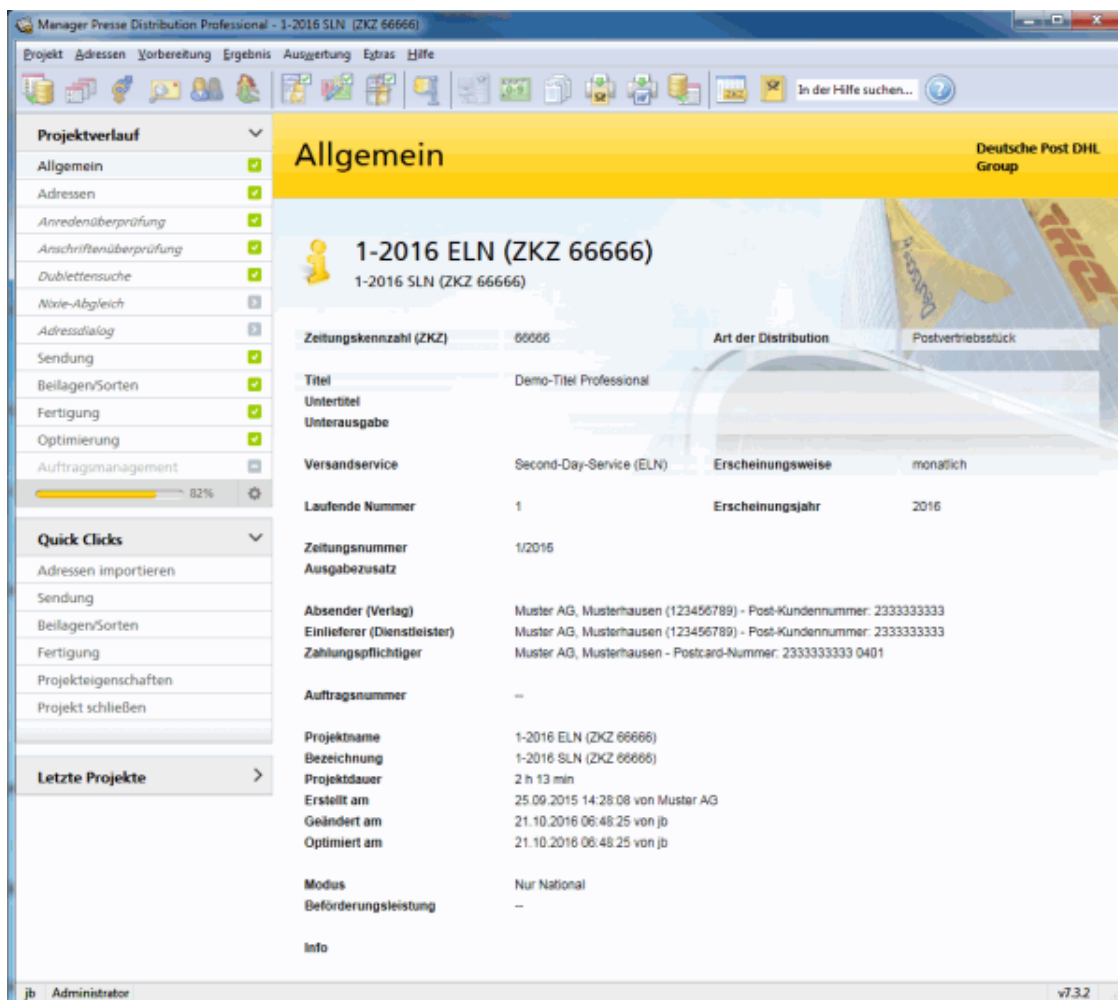 Manager Presse Distribution Professional - 1-2016 SLN (ZKZ 66666)
Projekt Adressen Vorbereitung Ergebnis Auswertung Extras Hilfe
ZKZ In der Hilfe suchen... ?
Projektverlauf
Allgemein
Adressen
Anredenüberprüfung
Anschriftenüberprüfung
Dublettensuche
Nixie-Abgleich
Adressdialog
Sendung
Beilagen/Sorten
Fertigung
Optimierung
Auftragsmanagement
82%
Quick Clicks
Adressen importieren
Sendung
Beilagen/Sorten
Fertigung
Projekteigenschaften
Projekt schließen
Letzte Projekte
Allgemein
Deutsche Post DHL
Group
DHL
1-2016 ELN (ZKZ 66666)
1-2016 SLN (ZKZ 66666)
Zeitungskennzahl (ZKZ) 66666 Art der Distribution Postvertriebsstück
Titel Demo-Titel Professional
Untertitel
Unterausgabe
Versandservice Second-Day-Service (ELN) Erscheinungsweise monatlich
Laufende Nummer 1 Erscheinungsjahr 2016
Zeitungsnummer 1/2016
Ausgabezusatz
Absender (Verlag) Muster AG, Musterhausen (123456789) - Post-Kundennummer: 2333333333
Einlieferer (Dienstleister) Muster AG, Musterhausen (123456789) - Post-Kundennummer: 2333333333
Zahlungspflichtiger Muster AG, Musterhausen - Postcard-Nummer: 2333333333 0401
Auftragsnummer --
Projektname 1-2016 ELN (ZKZ 66666)
Bezeichnung 1-2016 SLN (ZKZ 66666)
Projektdauer 2 h 13 min
Erstellt am 25.09.2015 14:28:08 von Muster AG
Geändert am 21.10.2016 06:48:25 von jb
Optimiert am 21.10.2016 06:48:25 von jb
Modus Nur National
Beförderungsleistung --
Info
jb Administrator v7.3.2